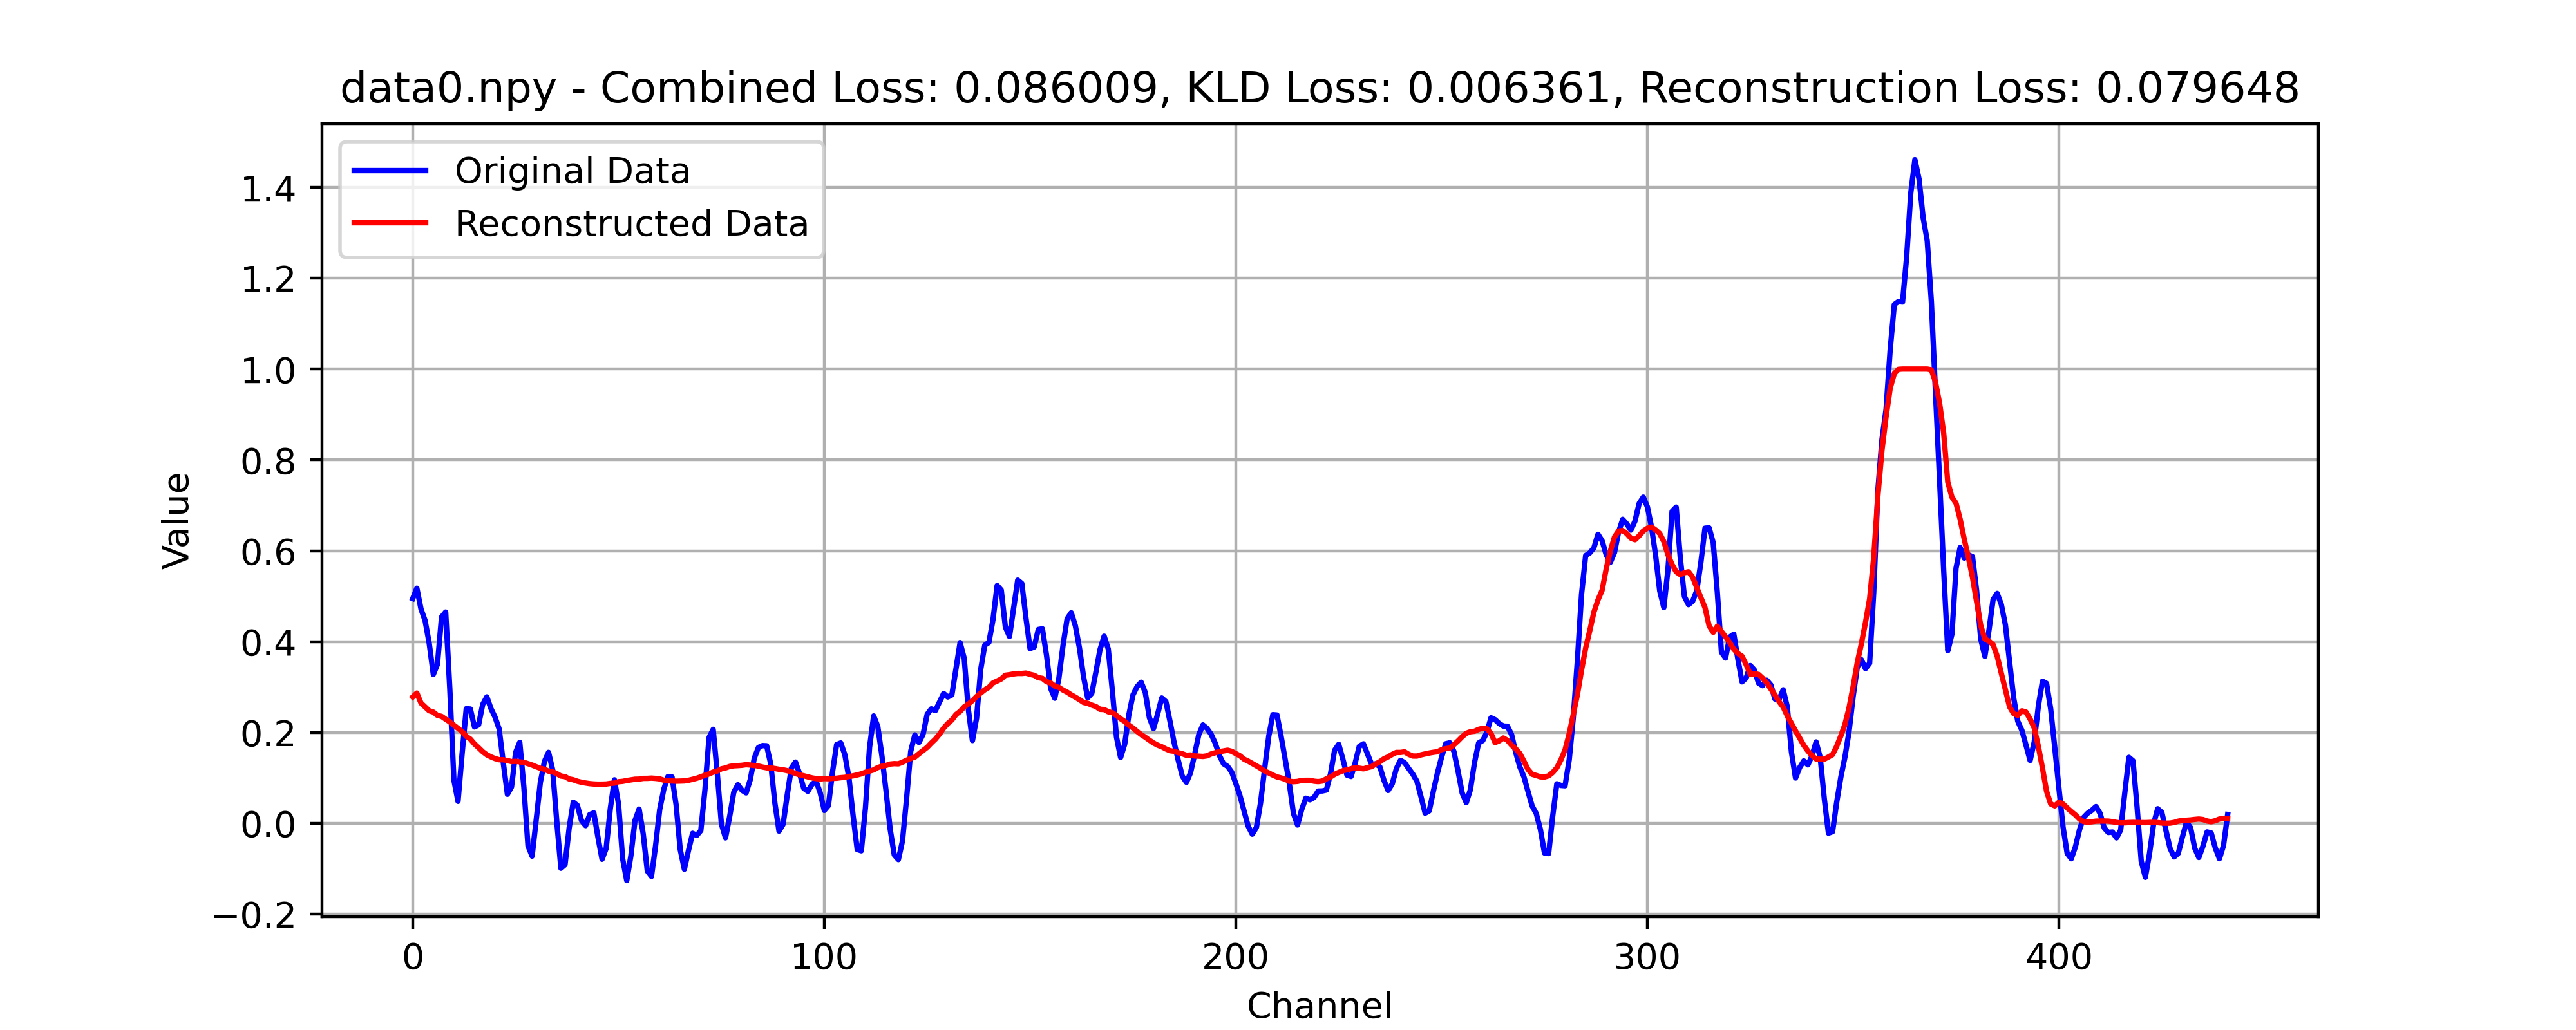 data0.npy - Combined Loss: 0.086009, KLD Loss: 0.006361, Reconstruction Loss: 0.079648
Original Data
Reconstructed Data
1.4
1.2
1.0
0.8
0.6
0.4
0.2
0.0
−0.2
Value
0 100 200 300 400
Channel